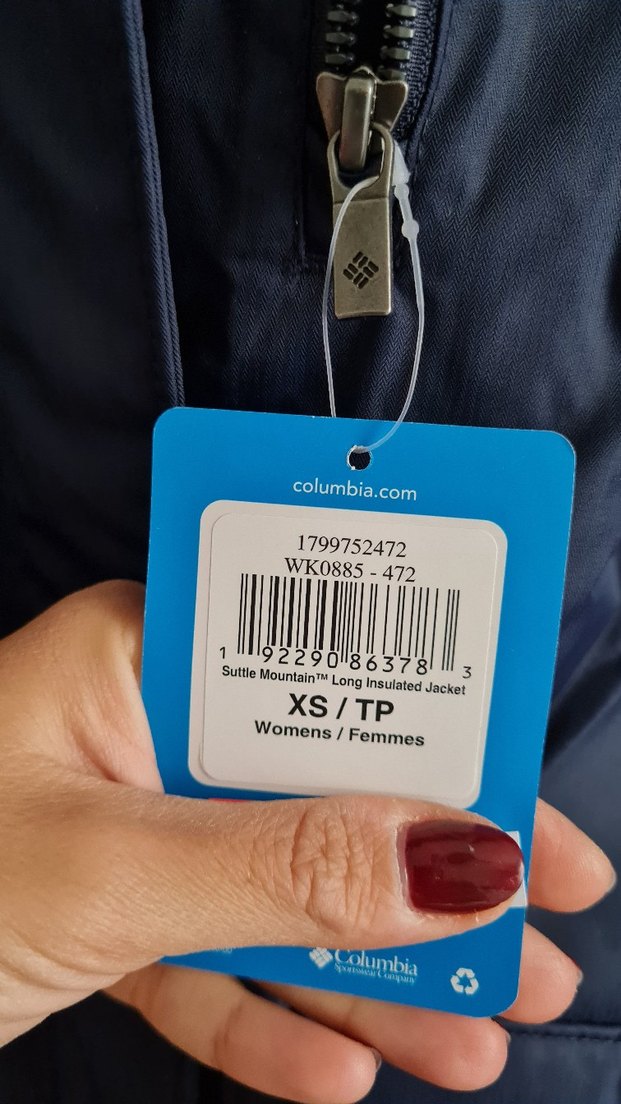 columbia.com
1799752472
WK0885 - 472
1 92290 86378 3
Suttle Mountain™ Long Insulated Jacket
XS / TP
Womens / Femmes
Columbia
Sportswear Company